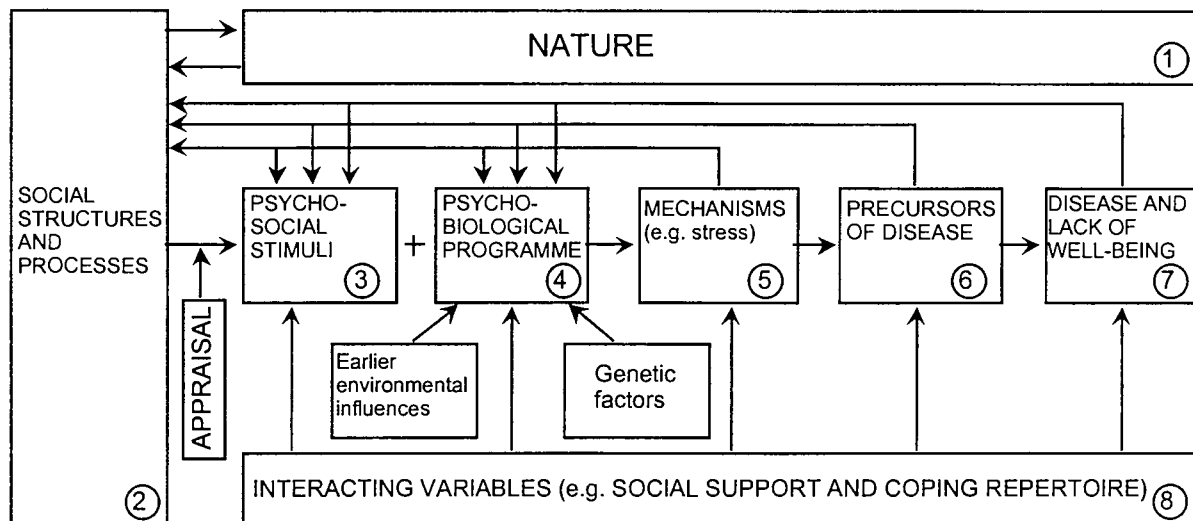 NATURE
1
SOCIAL
STRUCTURES
AND
PROCESSES
2
APPRAISAL
PSYCHO-
SOCIAL
STIMULI
3
+
PSYCHO-
BIOLOGICAL
PROGRAMME
4
MECHANISMS
(e.g. stress)
5
PRECURSORS
OF DISEASE
6
DISEASE AND
LACK OF
WELL-BEING
7
Earlier
environmental
influences
Genetic
factors
INTERACTING VARIABLES (e.g. SOCIAL SUPPORT AND COPING REPERTOIRE)
8